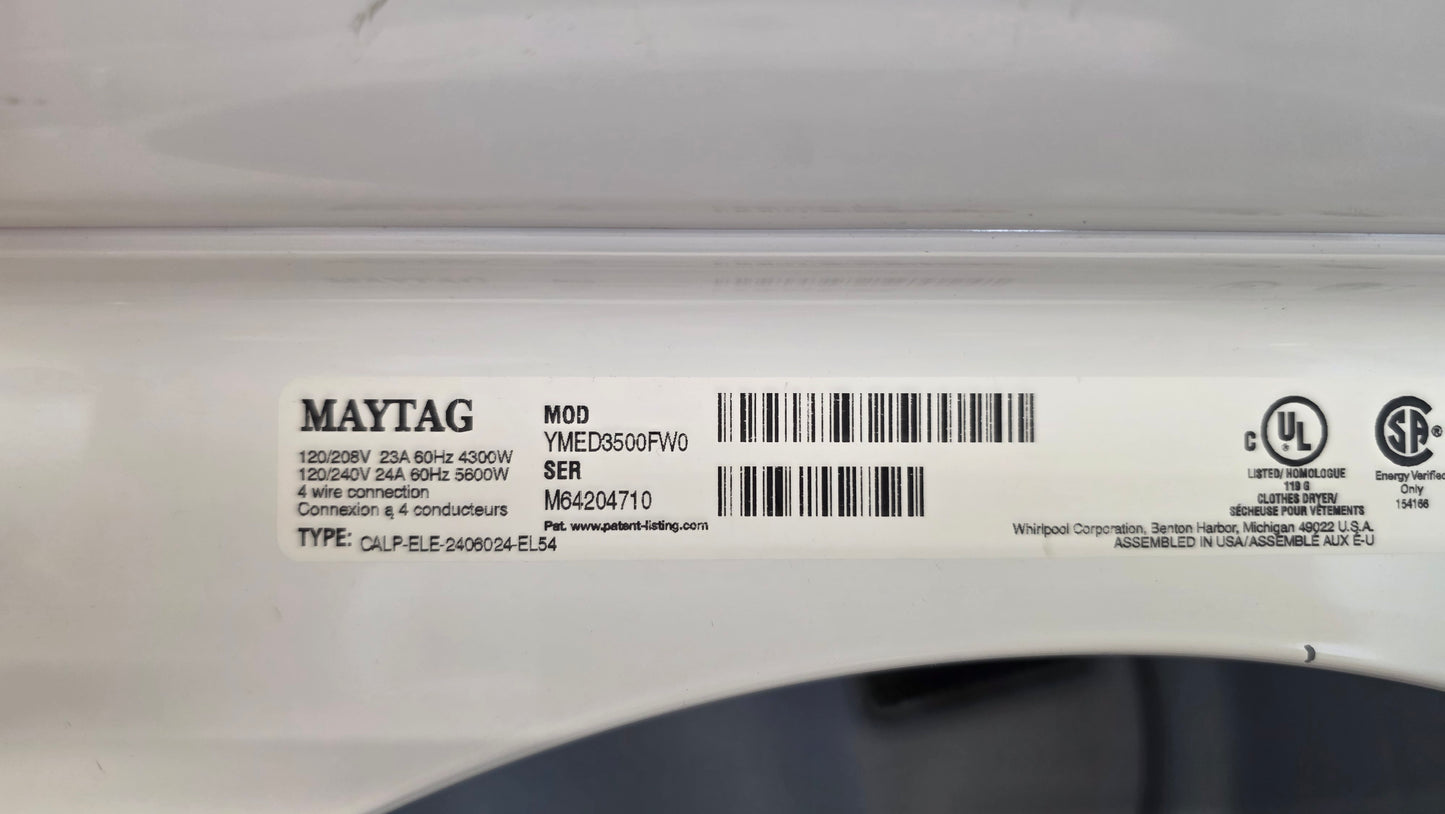 MAYTAG
120/208V 23A 60Hz 4300W
120/240V 24A 60Hz 5600W
4 wire connection
Connexion a 4 conducteurs
TYPE: CALP-ELE-2406024-EL54
MOD
YMED3500FW0
SER
M64204710
Pat. www.patent-listing.com
C UL ®
LISTED/ HOMOLOGUE
119 G
CLOTHES DRYER/
SÉCHEUSE POUR VÊTEMENTS
SA ®
Energy Verified
Only
154166
Whirlpool Corporation, Benton Harbor, Michigan 49022 U.S.A.
ASSEMBLED IN USA/ASSEMBLÉ AUX É-U